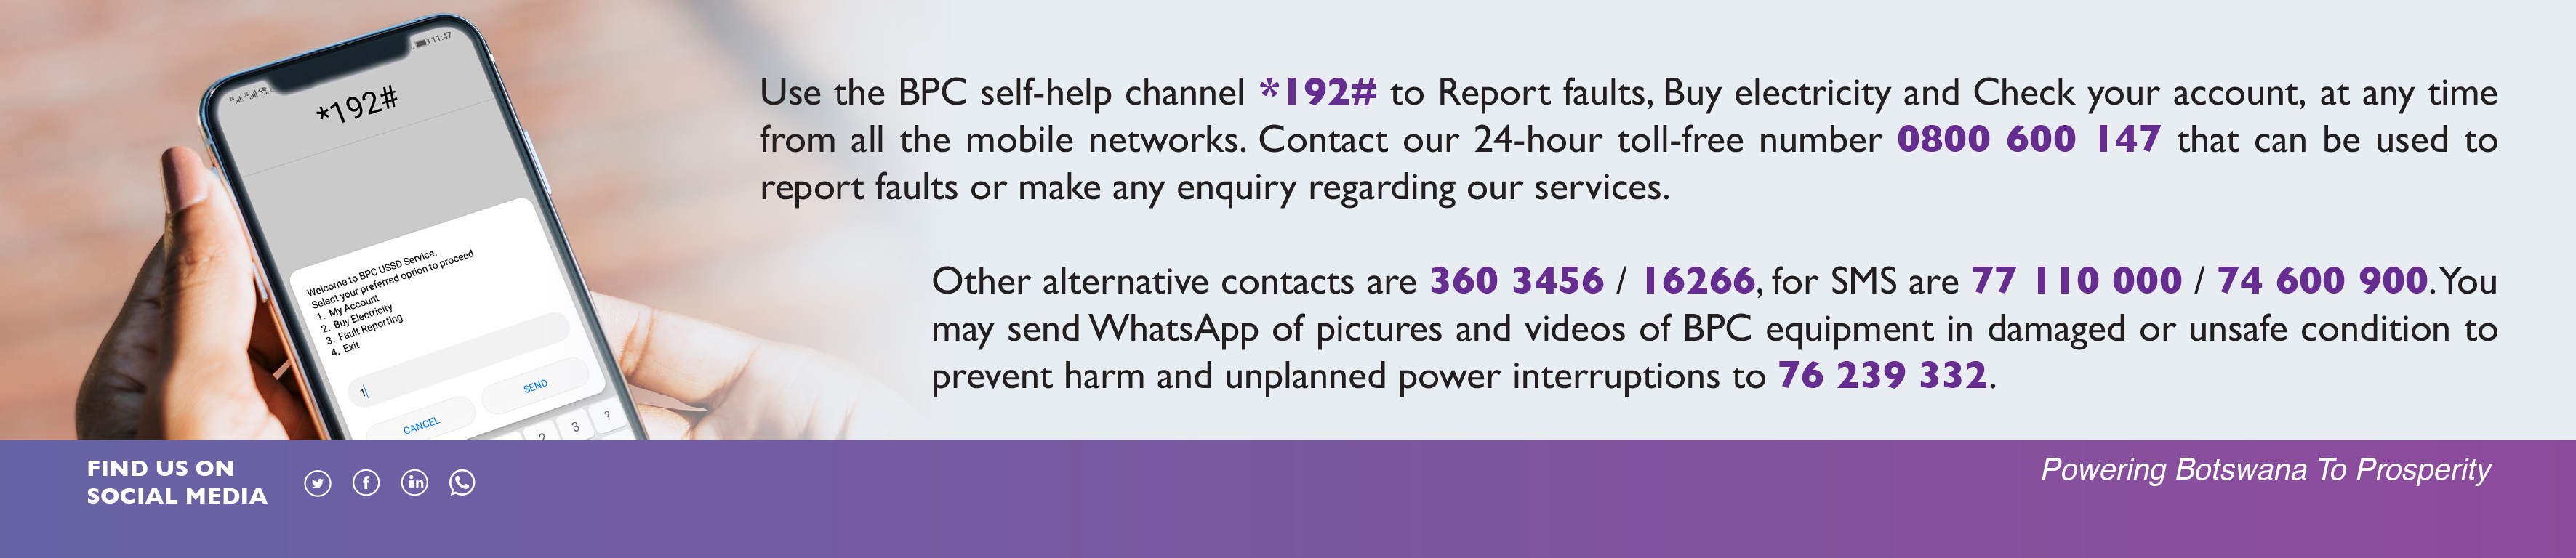 11:47
*192#
Welcome to BPC USSD Service.
Select your preferred option to proceed
1. My Account
2. Buy Electricity
3. Fault Reporting
4. Exit
1
CANCEL
SEND
2
3
?
Use the BPC self-help channel *192# to Report faults, Buy electricity and Check your account, at any time
from all the mobile networks. Contact our 24-hour toll-free number 0800 600 147 that can be used to
report faults or make any enquiry regarding our services.
Other alternative contacts are 360 3456 / 16266, for SMS are 77 110 000 / 74 600 900. You
may send WhatsApp of pictures and videos of BPC equipment in damaged or unsafe condition to
prevent harm and unplanned power interruptions to 76 239 332.
FIND US ON
SOCIAL MEDIA
Powering Botswana To Prosperity